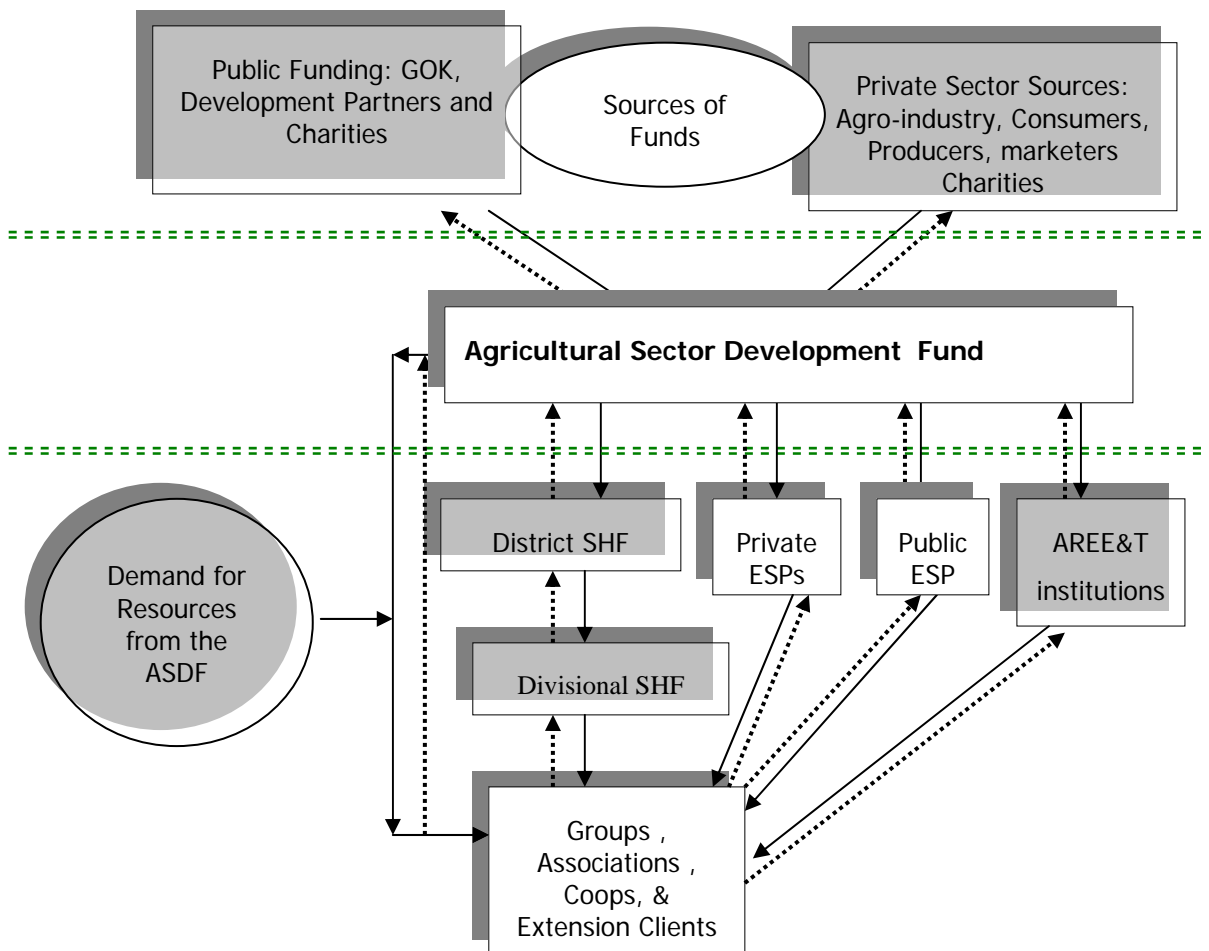 Public Funding: GOK,
Development Partners and
Charities
Sources of
Funds
Private Sector Sources:
Agro-industry, Consumers,
Producers, marketers
Charities
Agricultural Sector Development Fund
Demand for
Resources
from the
ASDF
District SHF
Private
ESPs
Public
ESP
AREE&T
institutions
Divisional SHF
Groups ,
Associations ,
Coops, &
Extension Clients